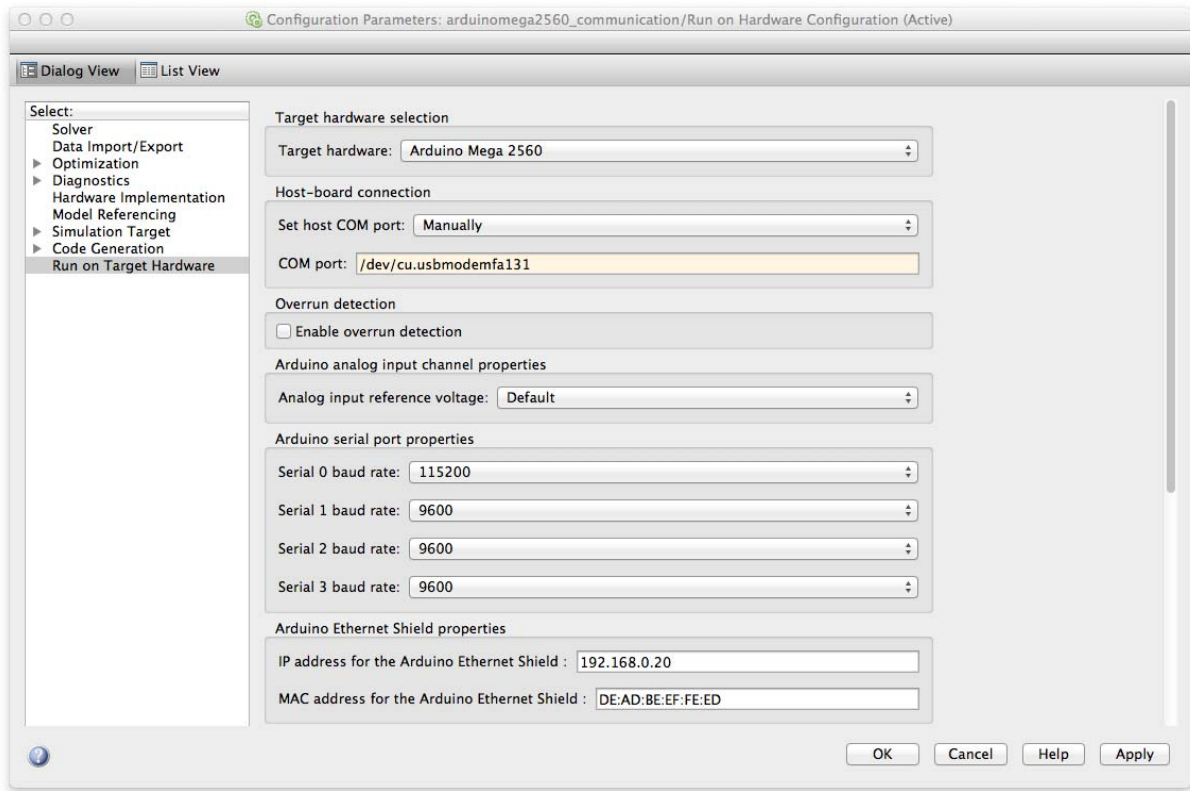 Configuration Parameters: arduinomega2560_communication/Run on Hardware Configuration (Active)
Dialog View List View
Select:
Solver
Data Import/Export
Optimization
Diagnostics
Hardware Implementation
Model Referencing
Simulation Target
Code Generation
Run on Target Hardware
Target hardware selection
Target hardware: Arduino Mega 2560
Host-board connection
Set host COM port: Manually
COM port: /dev/cu.usbmodemfa131
Overrun detection
Enable overrun detection
Arduino analog input channel properties
Analog input reference voltage: Default
Arduino serial port properties
Serial 0 baud rate: 115200
Serial 1 baud rate: 9600
Serial 2 baud rate: 9600
Serial 3 baud rate: 9600
Arduino Ethernet Shield properties
IP address for the Arduino Ethernet Shield : 192.168.0.20
MAC address for the Arduino Ethernet Shield : DE:AD:BE:EF:FE:ED
? OK Cancel Help Apply